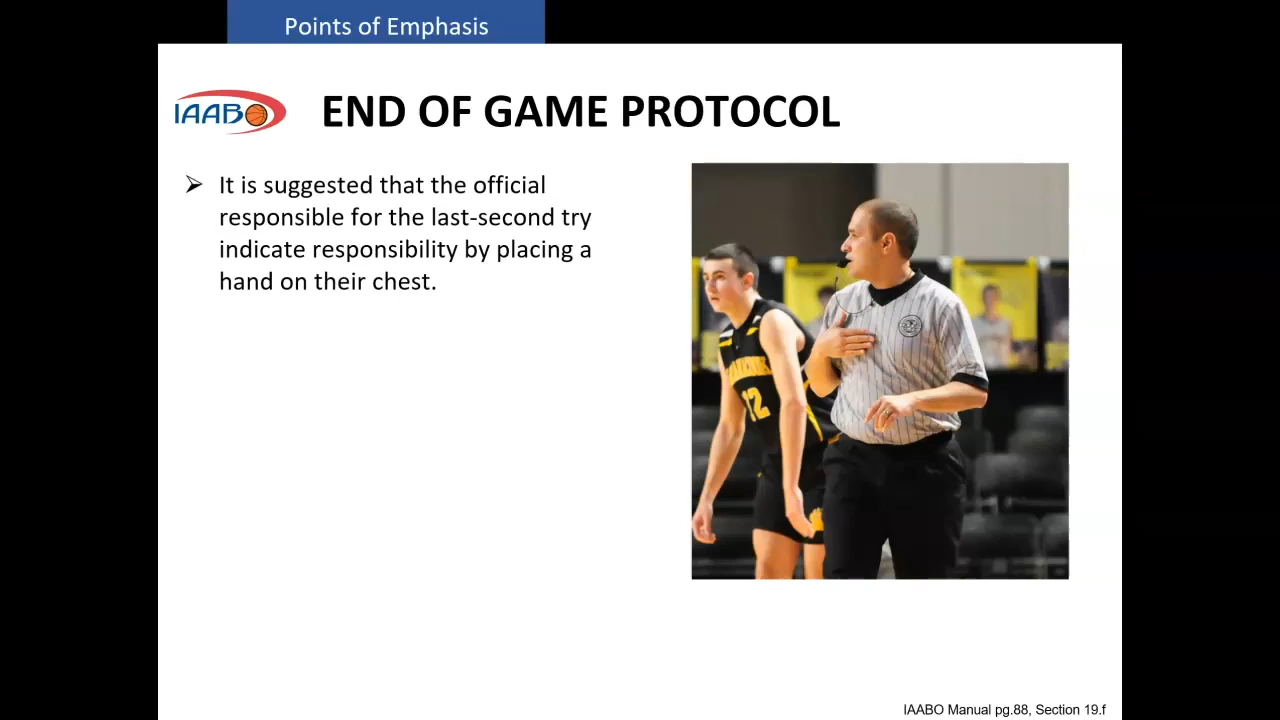 Points of Emphasis
IAABO
END OF GAME PROTOCOL
It is suggested that the official
responsible for the last-second try
indicate responsibility by placing a
hand on their chest.
12
IAABO Manual pg.88, Section 19.f